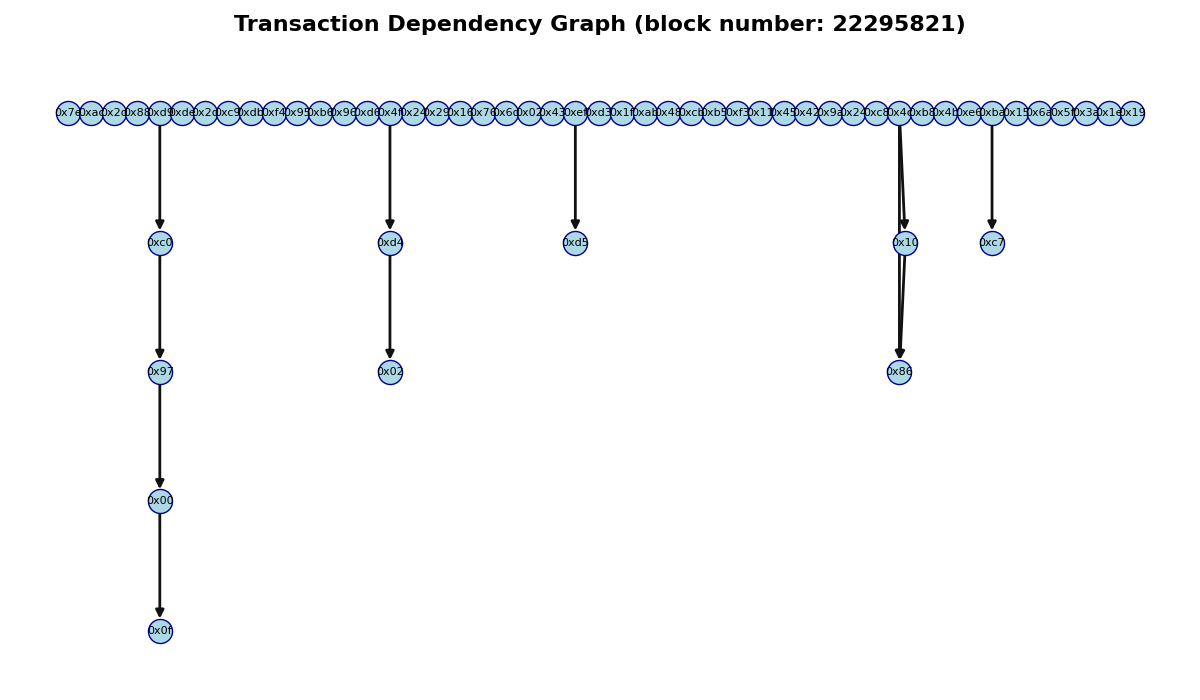 Transaction Dependency Graph (block number: 22295821)
0x7e 0xac 0x2d 0x88 0xd9 0xde 0x2d 0xc9 0xdb 0xf4 0x95 0xb6 0x96 0xd6 0x4f 0x24 0x29 0x16 0x76 0x6d 0x02 0x43 0xef 0xd3 0x1f 0xab 0x48 0xcb 0xb5 0xf3 0x11 0x45 0x42 0x9a 0x24 0xc8 0x4c 0xb8 0x4b 0xe6 0xba 0x15 0x6a 0x5f 0x3a 0x1e 0x19
0xc0 0xd4 0xd5 0x10 0xc7
0x97 0x02 0x86
0x00
0x0f